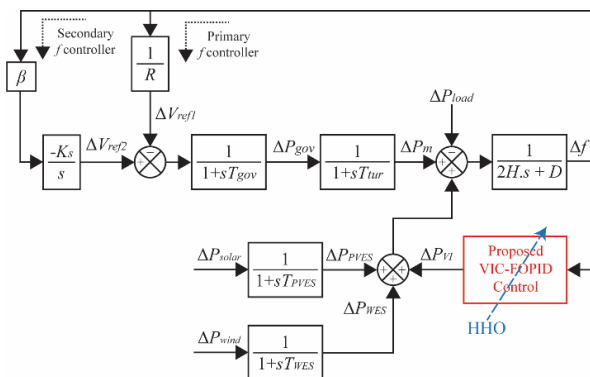 Secondary
f controller
Primary
f controller
β
1
R
ΔVref1
ΔPload
-Ks
s
ΔVref2
−
+
1
1+sTgov
ΔPgov
1
1+sTtur
ΔPm
−
+
+
1
2H.s + D
Δf
ΔPsolar
1
1+sTPVES
ΔPPVES
+
+
+
ΔPVI
Proposed
VIC-FOPID
Control
ΔPWES
HHO
ΔPwind
1
1+sTWES